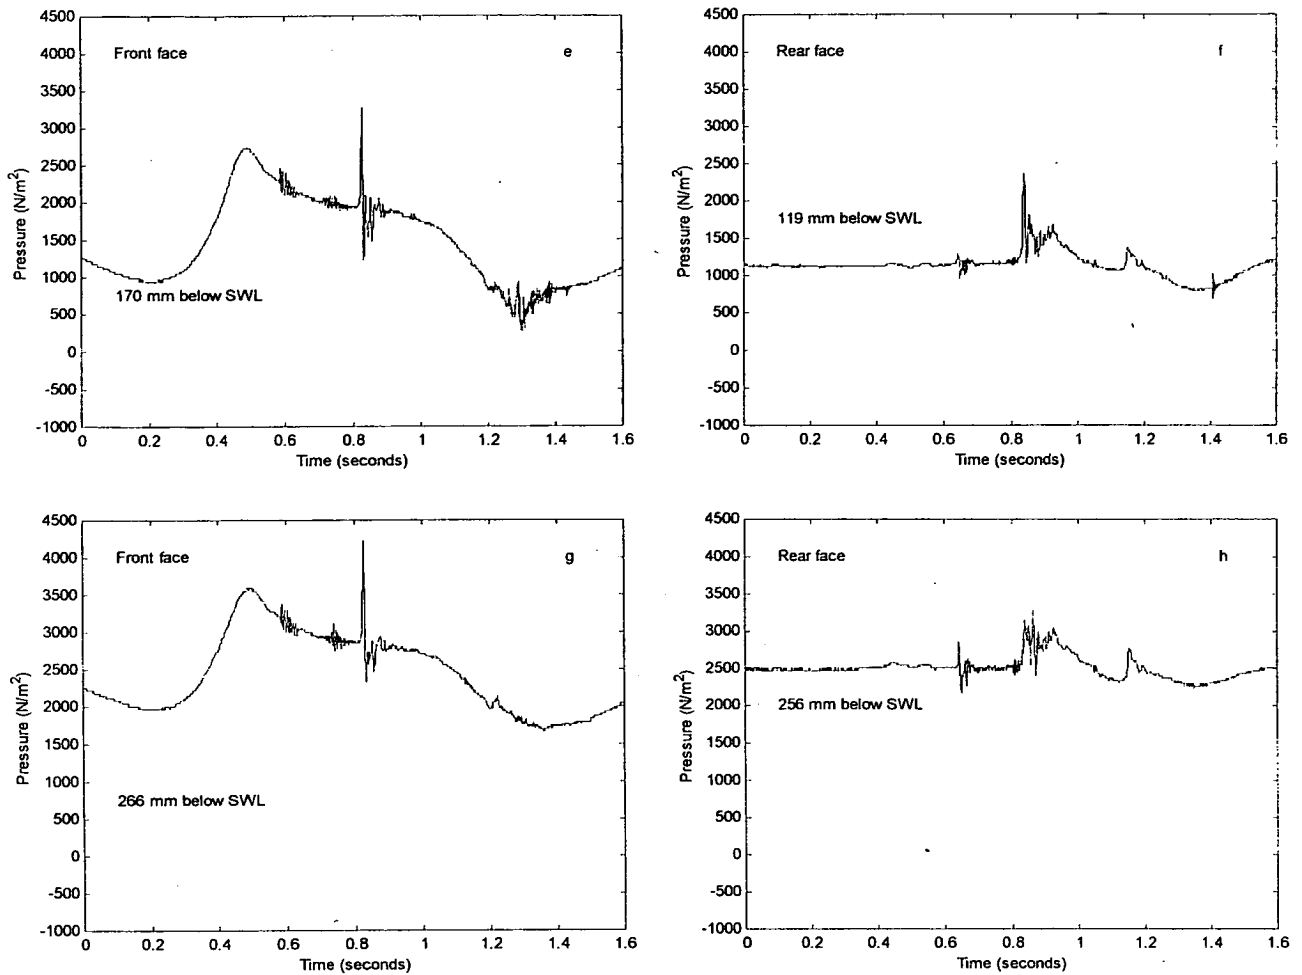 4500
4000
3500
3000
2500
2000
1500
1000
500
0
-500
-1000
Pressure (N/m2)
Front face
e
170 mm below SWL
0 0.2 0.4 0.6 0.8 1 1.2 1.4 1.6
Time (seconds)
4500
4000
3500
3000
2500
2000
1500
1000
500
0
-500
-1000
Pressure (N/m2)
Rear face
f
119 mm below SWL
0 0.2 0.4 0.6 0.8 1 1.2 1.4 1.6
Time (seconds)
4500
4000
3500
3000
2500
2000
1500
1000
500
0
-500
-1000
Pressure (N/m2)
Front face
g
266 mm below SWL
0 0.2 0.4 0.6 0.8 1 1.2 1.4 1.6
Time (seconds)
4500
4000
3500
3000
2500
2000
1500
1000
500
0
-500
-1000
Pressure (N/m2)
Rear face
h
256 mm below SWL
0 0.2 0.4 0.6 0.8 1 1.2 1.4 1.6
Time (seconds)